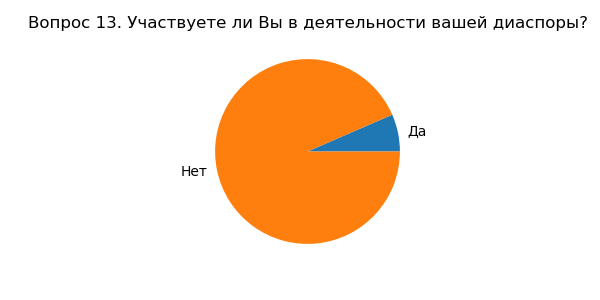 Вопрос 13. Участвуете ли Вы в деятельности вашей диаспоры?
Да
Нет